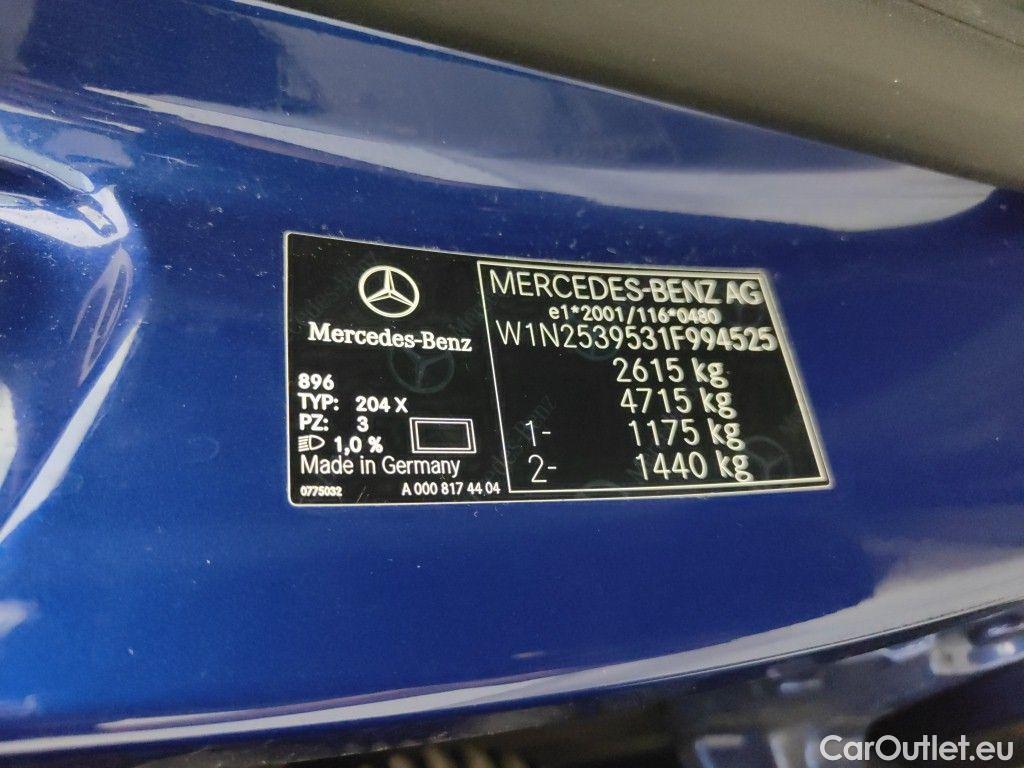 Mercedes-Benz
896
TYP: 204 X
PZ: 3
1,0 %
Made in Germany
0775032 A 000 817 44 04
MERCEDES-BENZ AG
e1*2001/116*0480
W1N2539531F994525
2615 kg
4715 kg
1- 1175 kg
2- 1440 kg
CarOutlet.eu